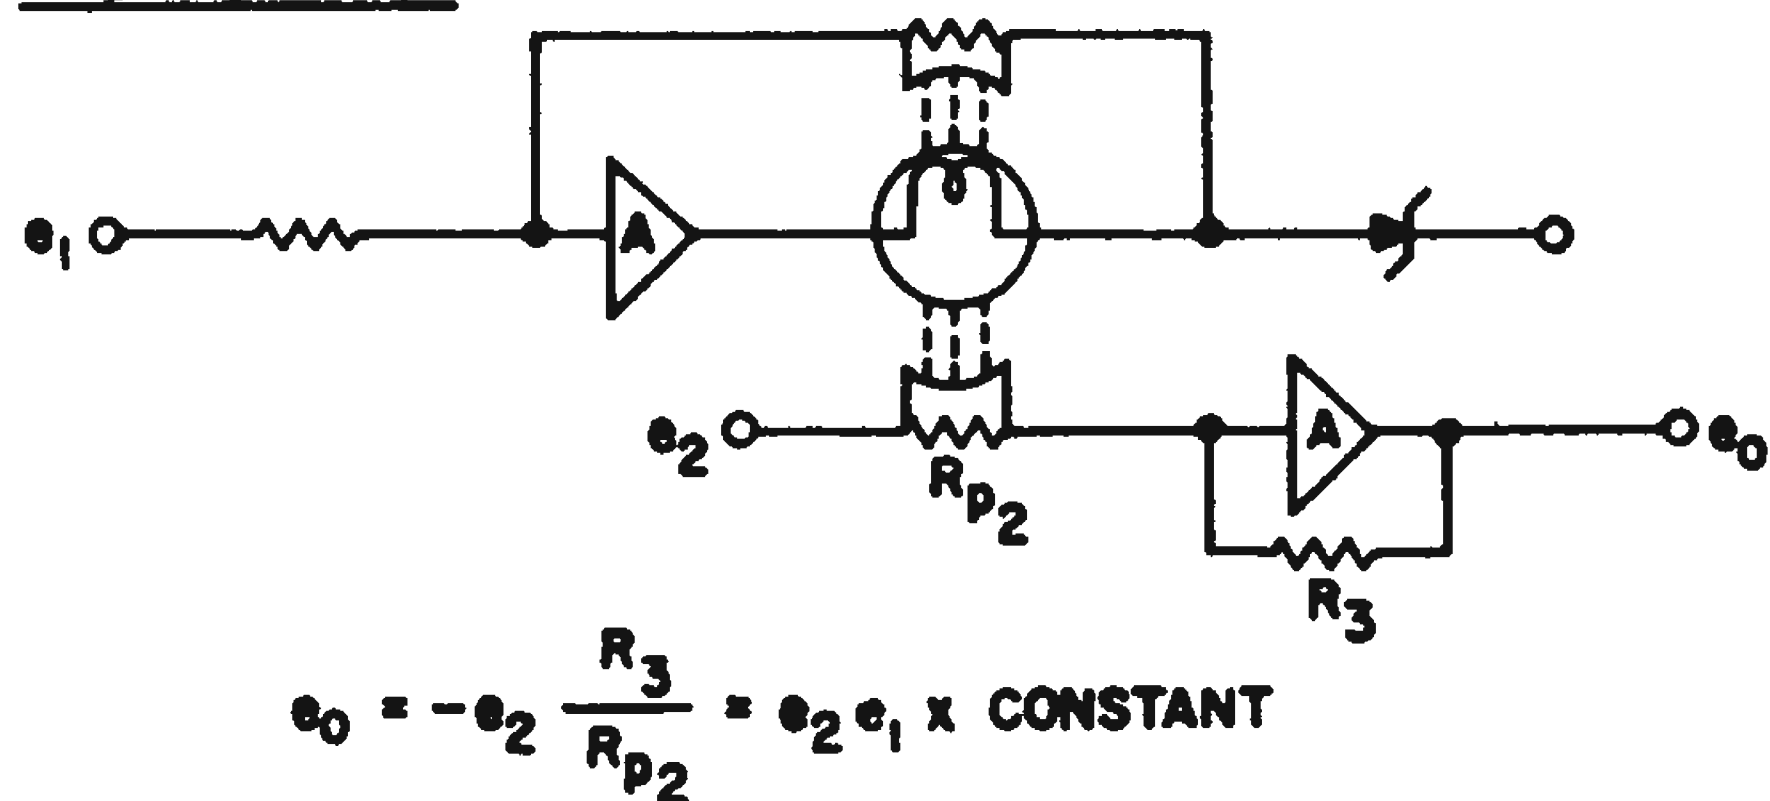 A
e₁
A
e₂
e₀
Rp₂
R₃
e₀ = -e₂ R₃/Rp₂ = e₂ e₁ x CONSTANT